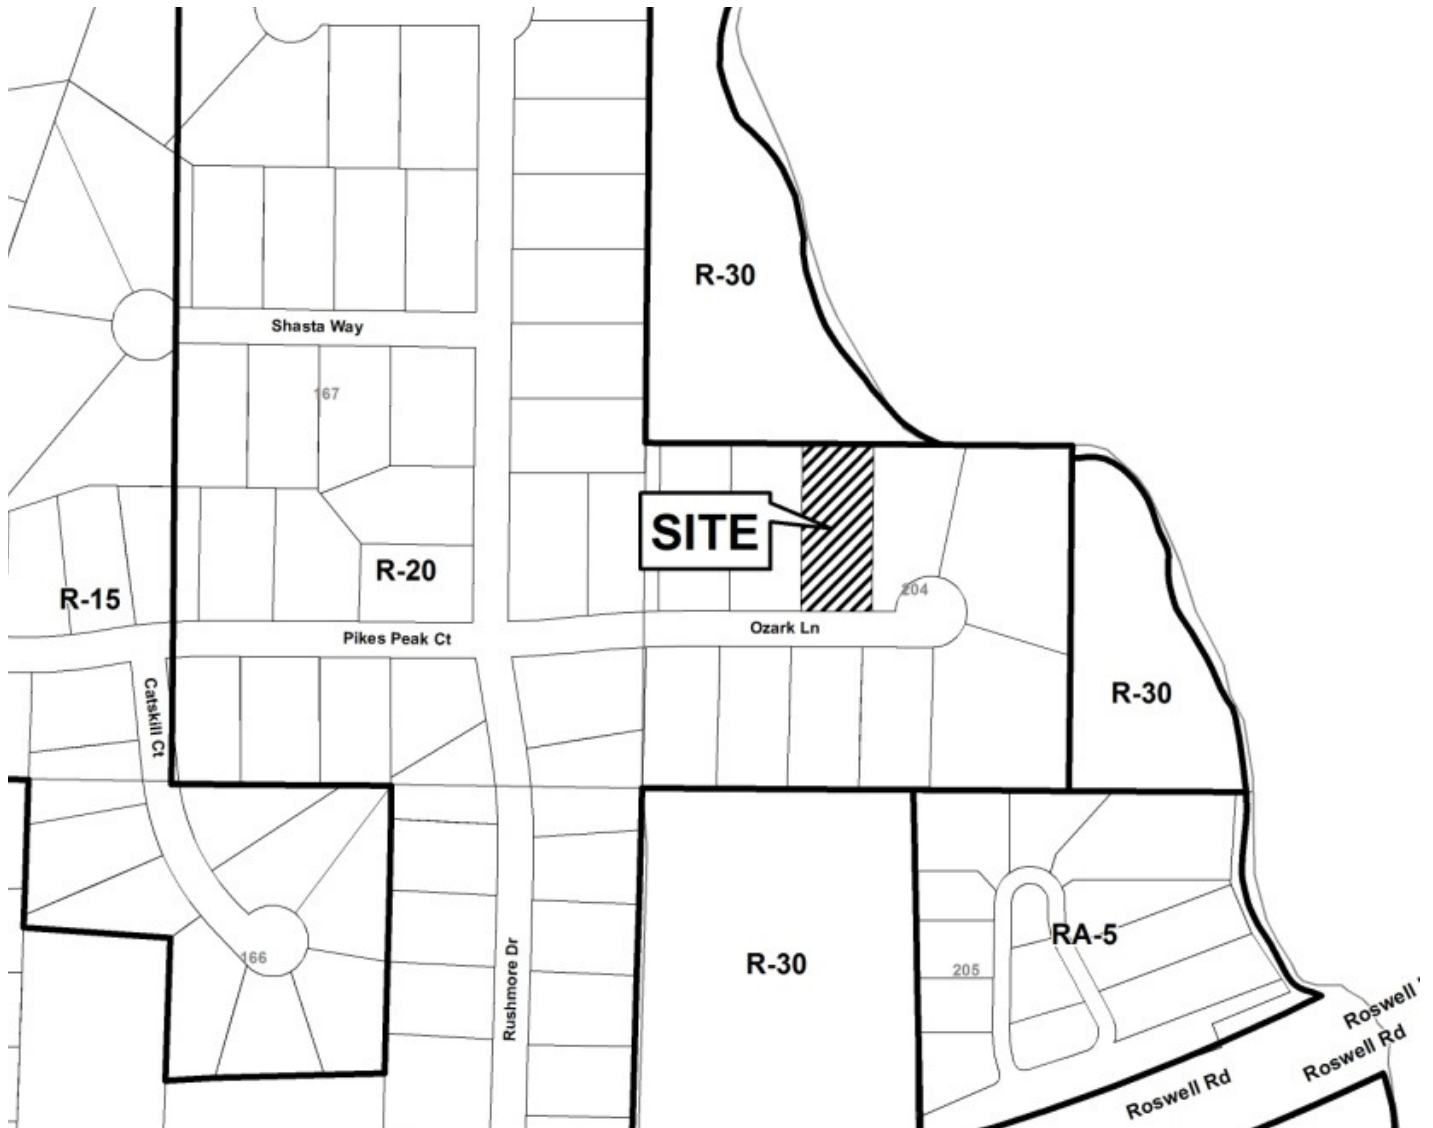 R-30
Shasta Way
167
SITE
R-20
R-15
204
Ozark Ln
Pikes Peak Ct
R-30
Catskill Ct
RA-5
166
R-30
205
Rushmore Dr
Roswell
Roswell Rd
Roswell Rd